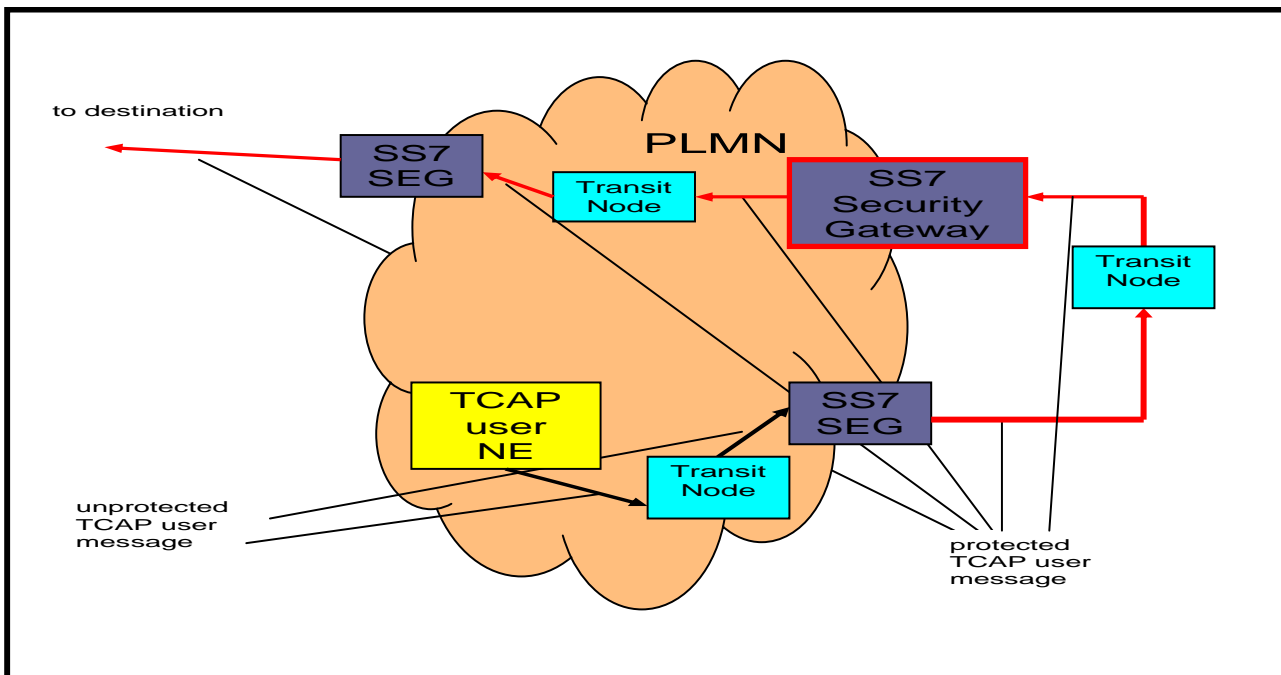 to destination
SS7
SEG
PLMN
Transit
Node
SS7
Security
Gateway
Transit
Node
TCAP
user
NE
SS7
SEG
Transit
Node
unprotected
TCAP user
message
protected
TCAP user
message